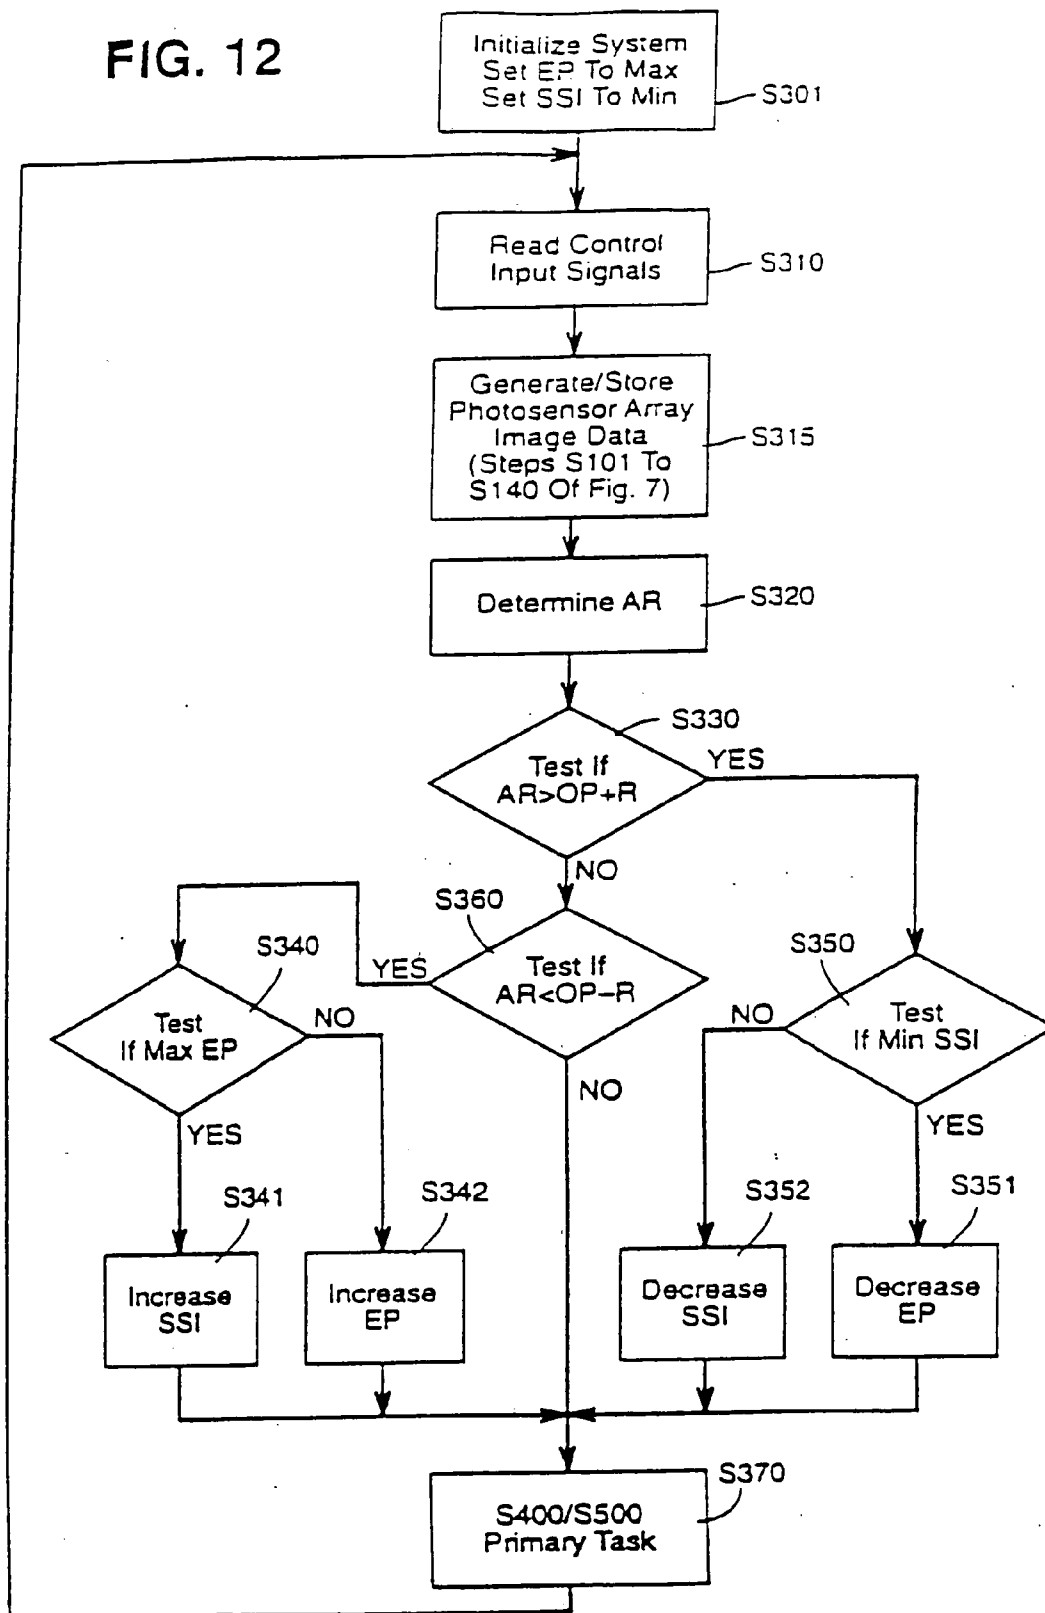 FIG. 12
Initialize System
Set EP To Max
Set SSI To Min
S301
Read Control
Input Signals
S310
Generate/Store
Photosensor Array
Image Data
(Steps S101 To
S140 Of Fig. 7)
S315
Determine AR
S320
S330
Test If
AR>OP+R
YES
NO
S360
Test If
AR<OP-R
YES
NO
S340
Test
If Max EP
NO
YES
S350
Test
If Min SSI
NO
YES
S341
Increase
SSI
S342
Increase
EP
S352
Decrease
SSI
S351
Decrease
EP
S370
S400/S500
Primary Task